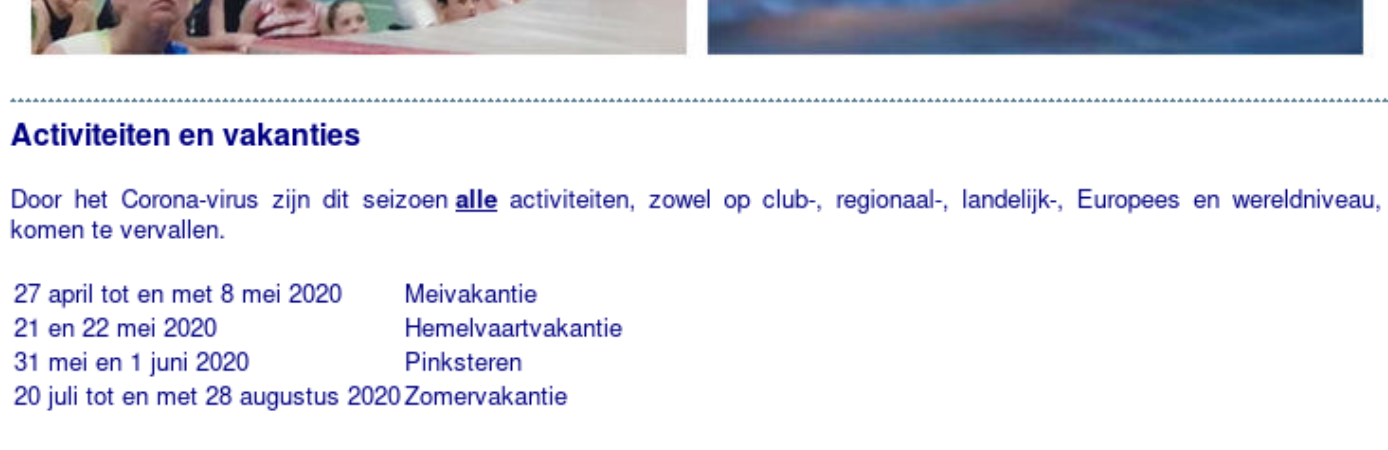 Activiteiten en vakanties
Door het Corona-virus zijn dit seizoen alle activiteiten, zowel op club-, regionaal-, landelijk-, Europees en wereldniveau,
komen te vervallen.
27 april tot en met 8 mei 2020 Meivakantie
21 en 22 mei 2020 Hemelvaartvakantie
31 mei en 1 juni 2020 Pinksteren
20 juli tot en met 28 augustus 2020 Zomervakantie